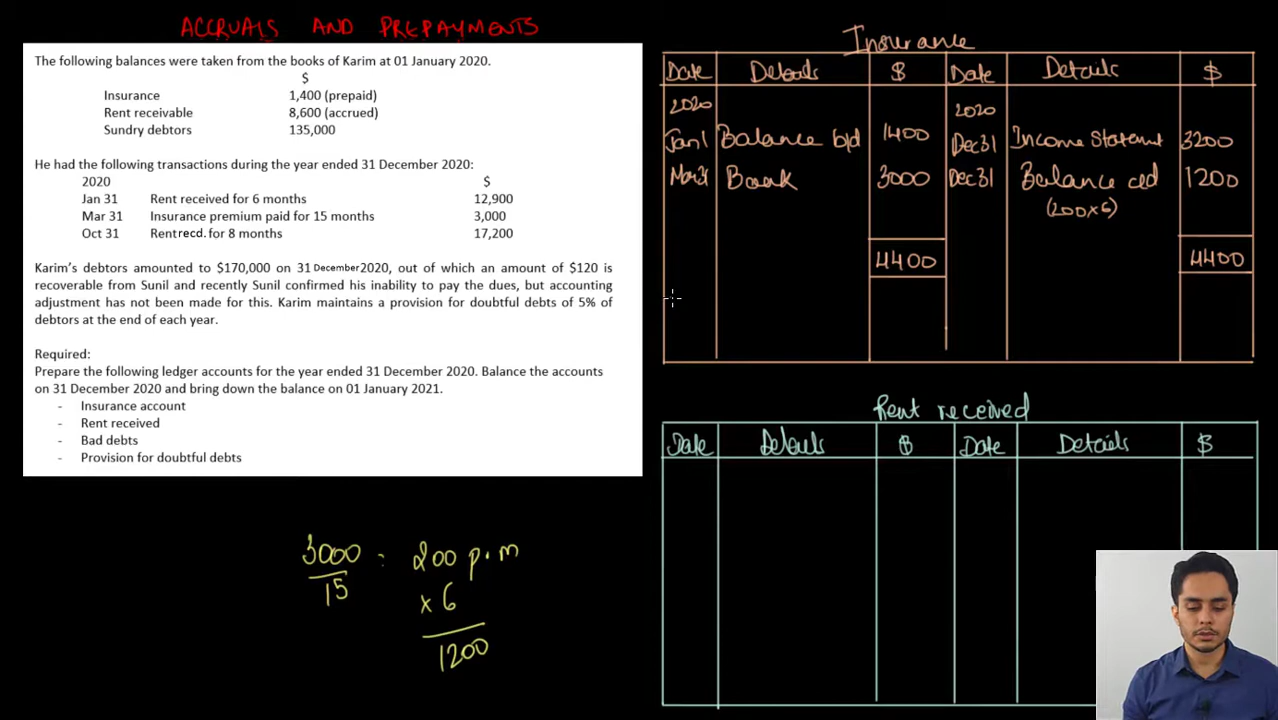 ACCRUALS AND PREPAYMENTS
The following balances were taken from the books of Karim at 01 January 2020.
$
Insurance 1,400 (prepaid)
Rent receivable 8,600 (accrued)
Sundry debtors 135,000
He had the following transactions during the year ended 31 December 2020:
2020 $
Jan 31 Rent received for 6 months 12,900
Mar 31 Insurance premium paid for 15 months 3,000
Oct 31 Rent recd. for 8 months 17,200
Karim's debtors amounted to $170,000 on 31 December 2020, out of which an amount of $120 is
recoverable from Sunil and recently Sunil confirmed his inability to pay the dues, but accounting
adjustment has not been made for this. Karim maintains a provision for doubtful debts of 5% of
debtors at the end of each year.
Required:
Prepare the following ledger accounts for the year ended 31 December 2020. Balance the accounts
on 31 December 2020 and bring down the balance on 01 January 2021.
- Insurance account
- Rent received
- Bad debts
- Provision for doubtful debts
3000 = 200 p.m
15
x 6
1200
Insurance
Date Details $ Date Details $
2020 2020
Jan 1 Balance b/d 1400 Dec 31 Income Statement 3200
Mar 31 Bank 3000 Dec 31 Balance c/d 1200
(200x6)
4400 4400
Rent received
Date Details $ Date Details $